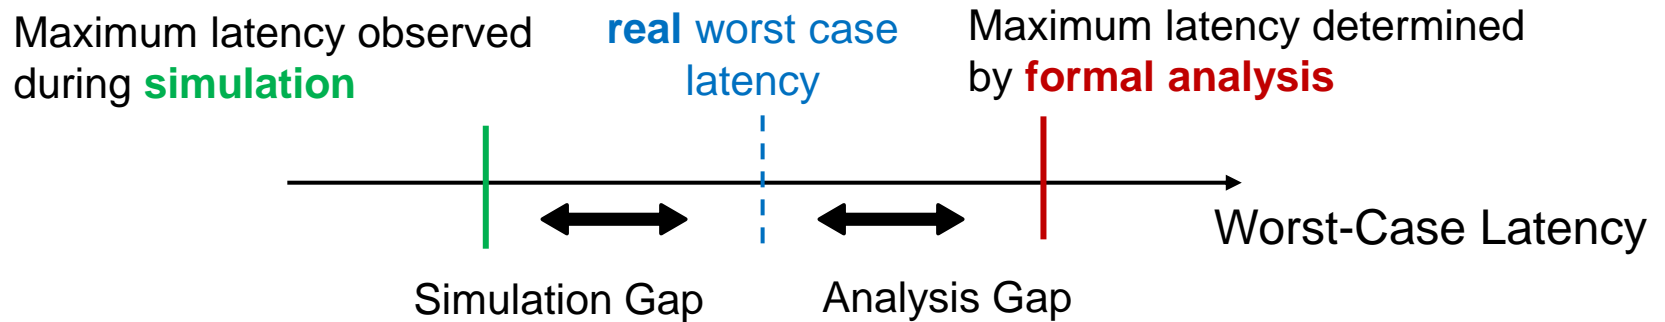 Maximum latency observed
during simulation
real worst case
latency
Maximum latency determined
by formal analysis
Worst-Case Latency
Simulation Gap
Analysis Gap